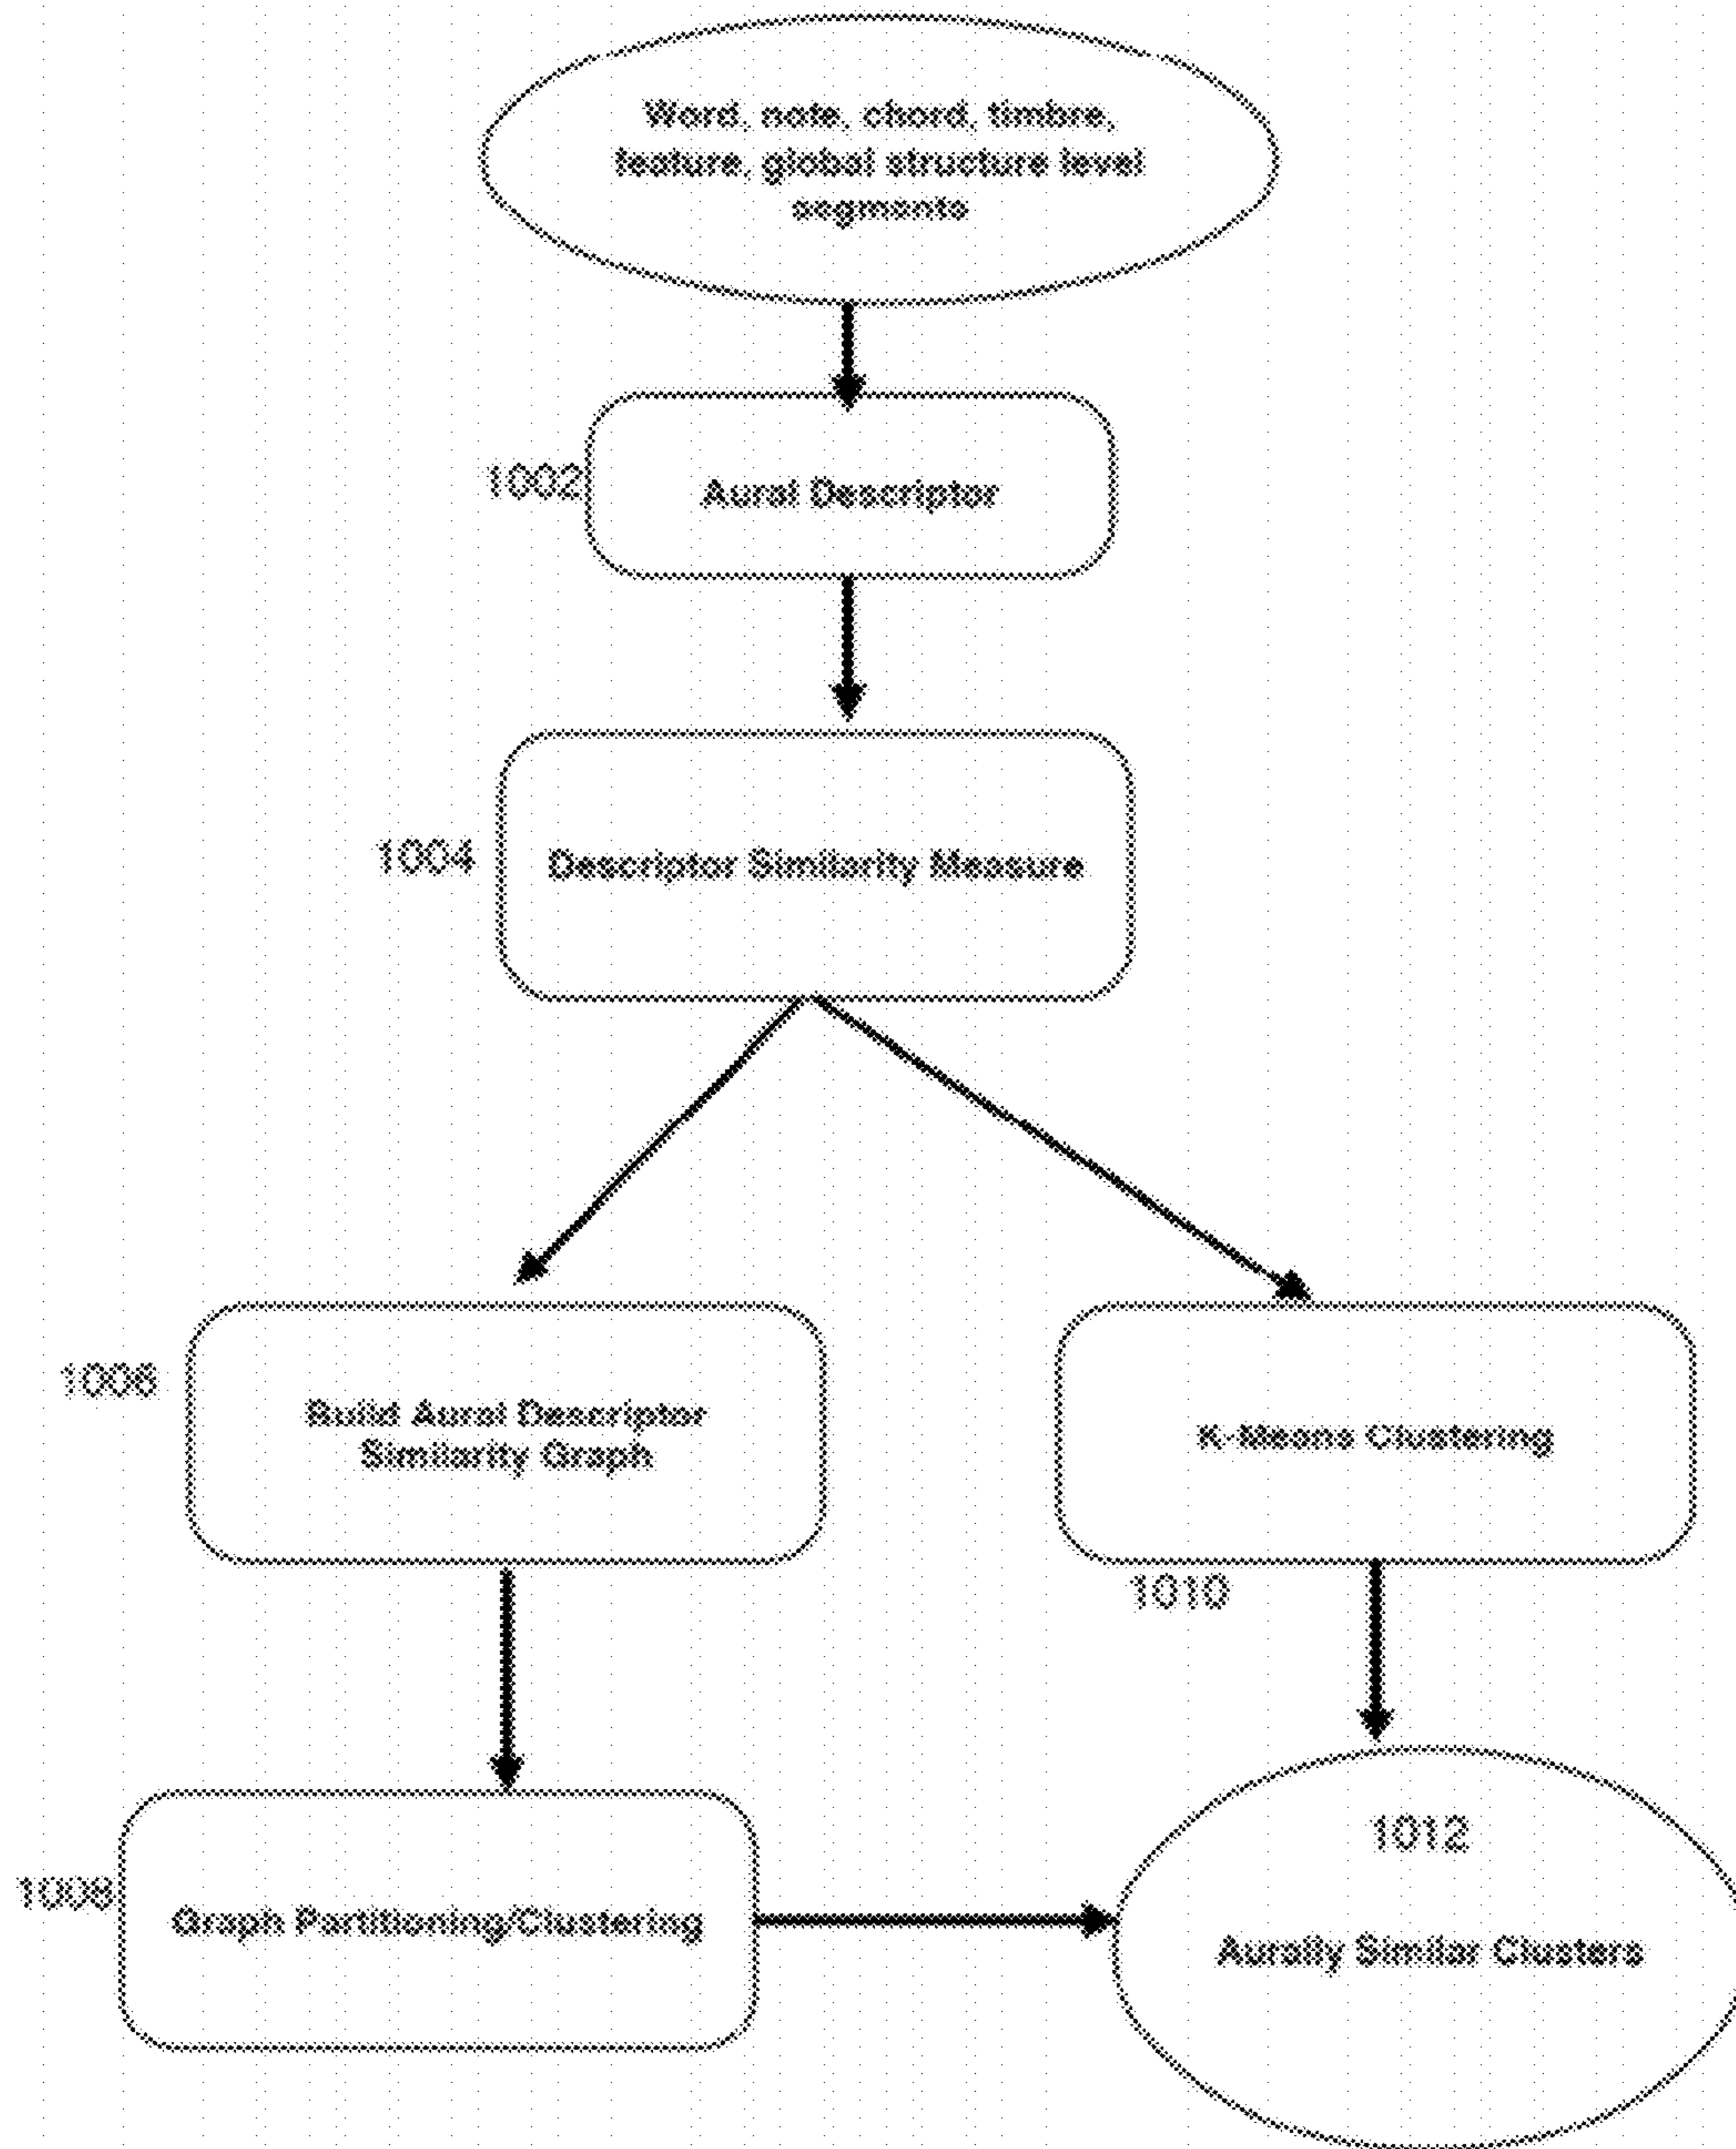 Word, note, chord, timbre,
feature, global structure level
segments
1002
Aural Descriptor
1004
Descriptor Similarity Measure
1006
Build Aural Descriptor
Similarity Graph
K-Means Clustering
1010
1008
Graph Partitioning/Clustering
1012
Aurally Similar Clusters